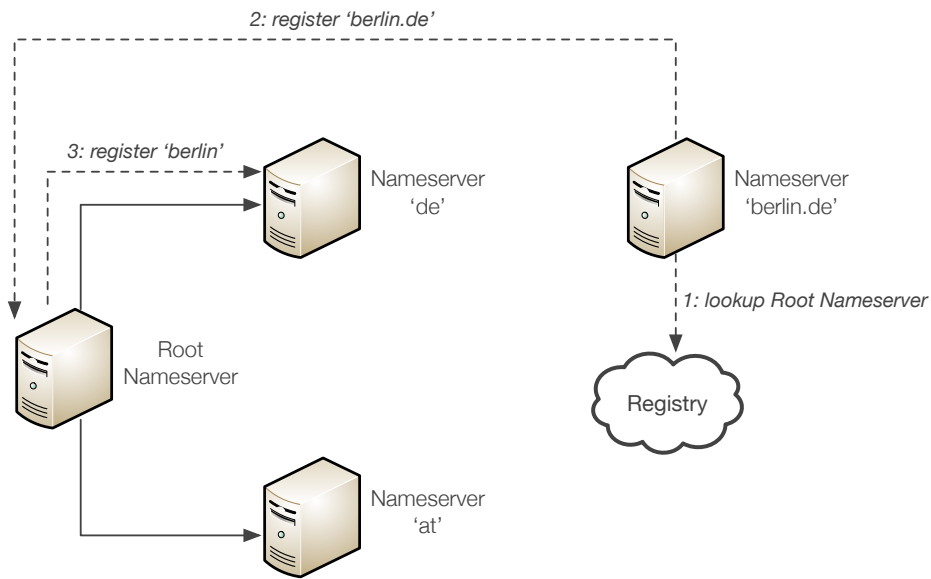 2: register ‘berlin.de’
3: register ‘berlin’
Nameserver
‘de’
Nameserver
‘berlin.de’
1: lookup Root Nameserver
Root
Nameserver
Registry
Nameserver
‘at’